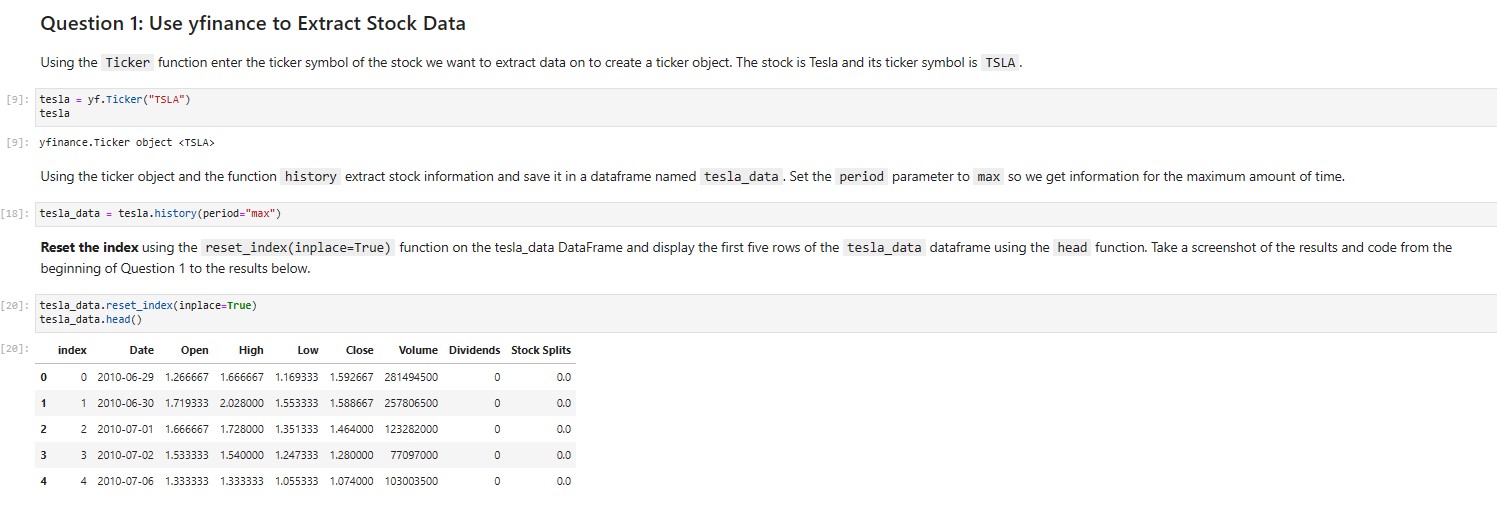 Question 1: Use yfinance to Extract Stock Data
Using the Ticker function enter the ticker symbol of the stock we want to extract data on to create a ticker object. The stock is Tesla and its ticker symbol is TSLA .
[9]: tesla = yf.Ticker("TSLA")
tesla
[9]: yfinance.Ticker object <TSLA>
Using the ticker object and the function history extract stock information and save it in a dataframe named tesla_data . Set the period parameter to max so we get information for the maximum amount of time.
[18]: tesla_data = tesla.history(period="max")
Reset the index using the reset_index(inplace=True) function on the tesla_data DataFrame and display the first five rows of the tesla_data dataframe using the head function. Take a screenshot of the results and code from the
beginning of Question 1 to the results below.
[20]: tesla_data.reset_index(inplace=True)
tesla_data.head()
[20]: index Date Open High Low Close Volume Dividends Stock Splits
0 0 2010-06-29 1.266667 1.666667 1.169333 1.592667 281494500 0 0.0
1 1 2010-06-30 1.719333 2.028000 1.553333 1.588667 257806500 0 0.0
2 2 2010-07-01 1.666667 1.728000 1.351333 1.464000 123282000 0 0.0
3 3 2010-07-02 1.533333 1.540000 1.247333 1.280000 77097000 0 0.0
4 4 2010-07-06 1.333333 1.333333 1.055333 1.074000 103003500 0 0.0